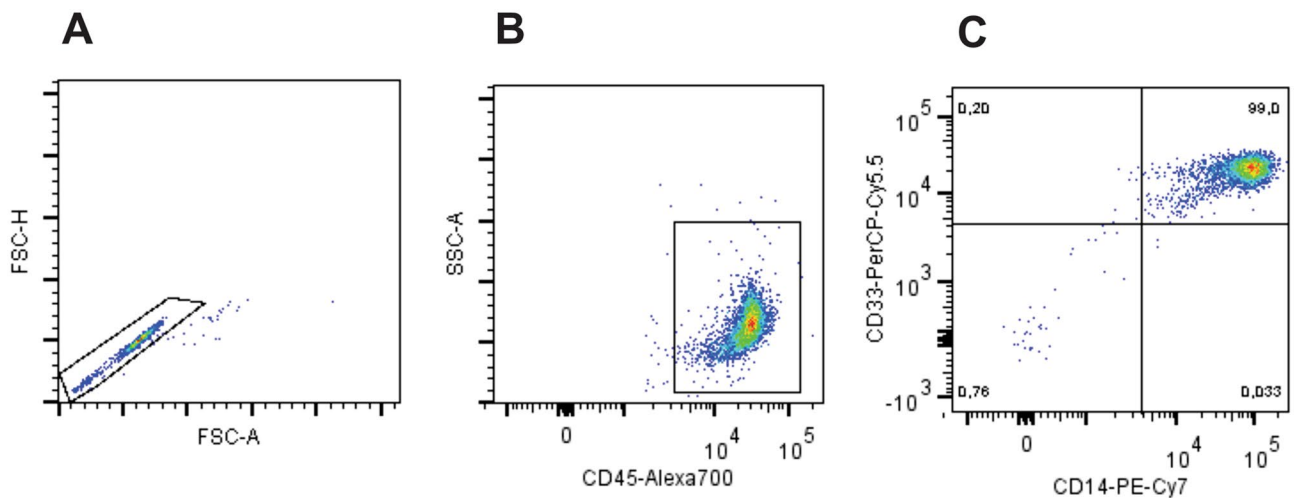 A
B
C
FSC-H
FSC-A
SSC-A
0
10^4
10^5
CD45-Alexa700
0,20
99,0
10^5
10^4
10^3
-10^3
CD33-PerCP-Cy5.5
0,76
0,033
0
10^4
10^5
CD14-PE-Cy7